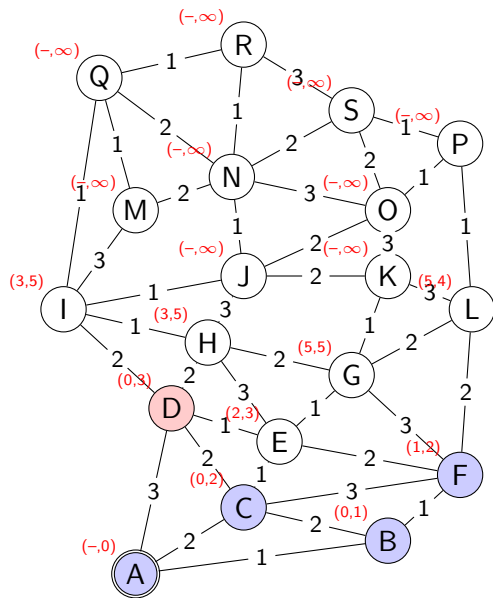 (−,∞) R
(−,∞) Q 1 3 (−,∞) S (−,∞)
1 P
2 1 2
(−,∞) N 2
1 (−,∞) 1
1 (−,∞) M 2 3 O
1 2 3 1
3 (−,∞) J (−,∞) K
2 (5,4)
(3,5) I 1 (3,5) 3 3 L
1 H 1
2 2 (5,5) G 2
(0,3) 2 3 2
D (2,3) 1 3
1 E (1,2)
2 2 F
3 (0,2) 1
C 3
(0,1) 1
2 2 B
(−,0) A 1